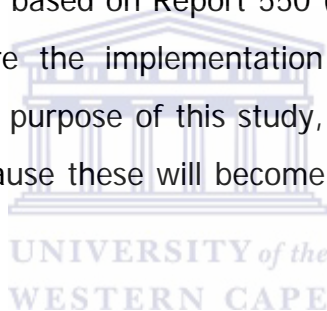 based on Report 550
re the implementation
purpose of this study,
ause these will become
UNIVERSITY of the
WESTERN CAPE